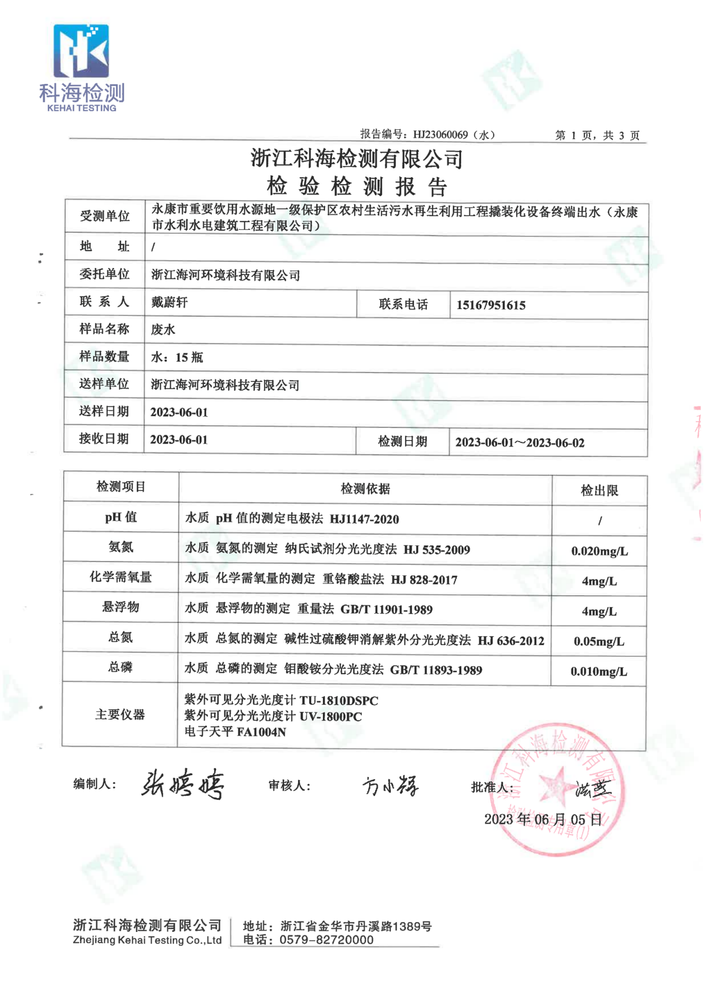 科海检测
KEHAI TESTING
报告编号：HJ23060069（水） 第 1 页，共 3 页
浙江科海检测有限公司
检验检测报告
受测单位 永康市重要饮用水源地一级保护区农村生活污水再生利用工程撬装化设备终端出水（永康
市水利水电建筑工程有限公司）
地 址 /
委托单位 浙江海河环境科技有限公司
联系人 戴蔚轩 联系电话 15167951615
样品名称 废水
样品数量 水：15 瓶
送样单位 浙江海河环境科技有限公司
送样日期 2023-06-01
接收日期 2023-06-01 检测日期 2023-06-01～2023-06-02
检测项目 检测依据 检出限
pH 值 水质 pH 值的测定电极法 HJ1147-2020 /
氨氮 水质 氨氮的测定 纳氏试剂分光光度法 HJ 535-2009 0.020mg/L
化学需氧量 水质 化学需氧量的测定 重铬酸盐法 HJ 828-2017 4mg/L
悬浮物 水质 悬浮物的测定 重量法 GB/T 11901-1989 4mg/L
总氮 水质 总氮的测定 碱性过硫酸钾消解紫外分光光度法 HJ 636-2012 0.05mg/L
总磷 水质 总磷的测定 钼酸铵分光光度法 GB/T 11893-1989 0.010mg/L
主要仪器 紫外可见分光光度计 TU-1810DSPC
紫外可见分光光度计 UV-1800PC
电子天平 FA1004N
编制人： 张婷婷 审核人： 方小 批准人：
浙江科海检测有限公司
检验检测专用章(1)
2023 年 06 月 05 日
浙江科海检测有限公司 地址：浙江省金华市丹溪路1389号
Zhejiang Kehai Testing Co.,Ltd 电话：0579-82720000